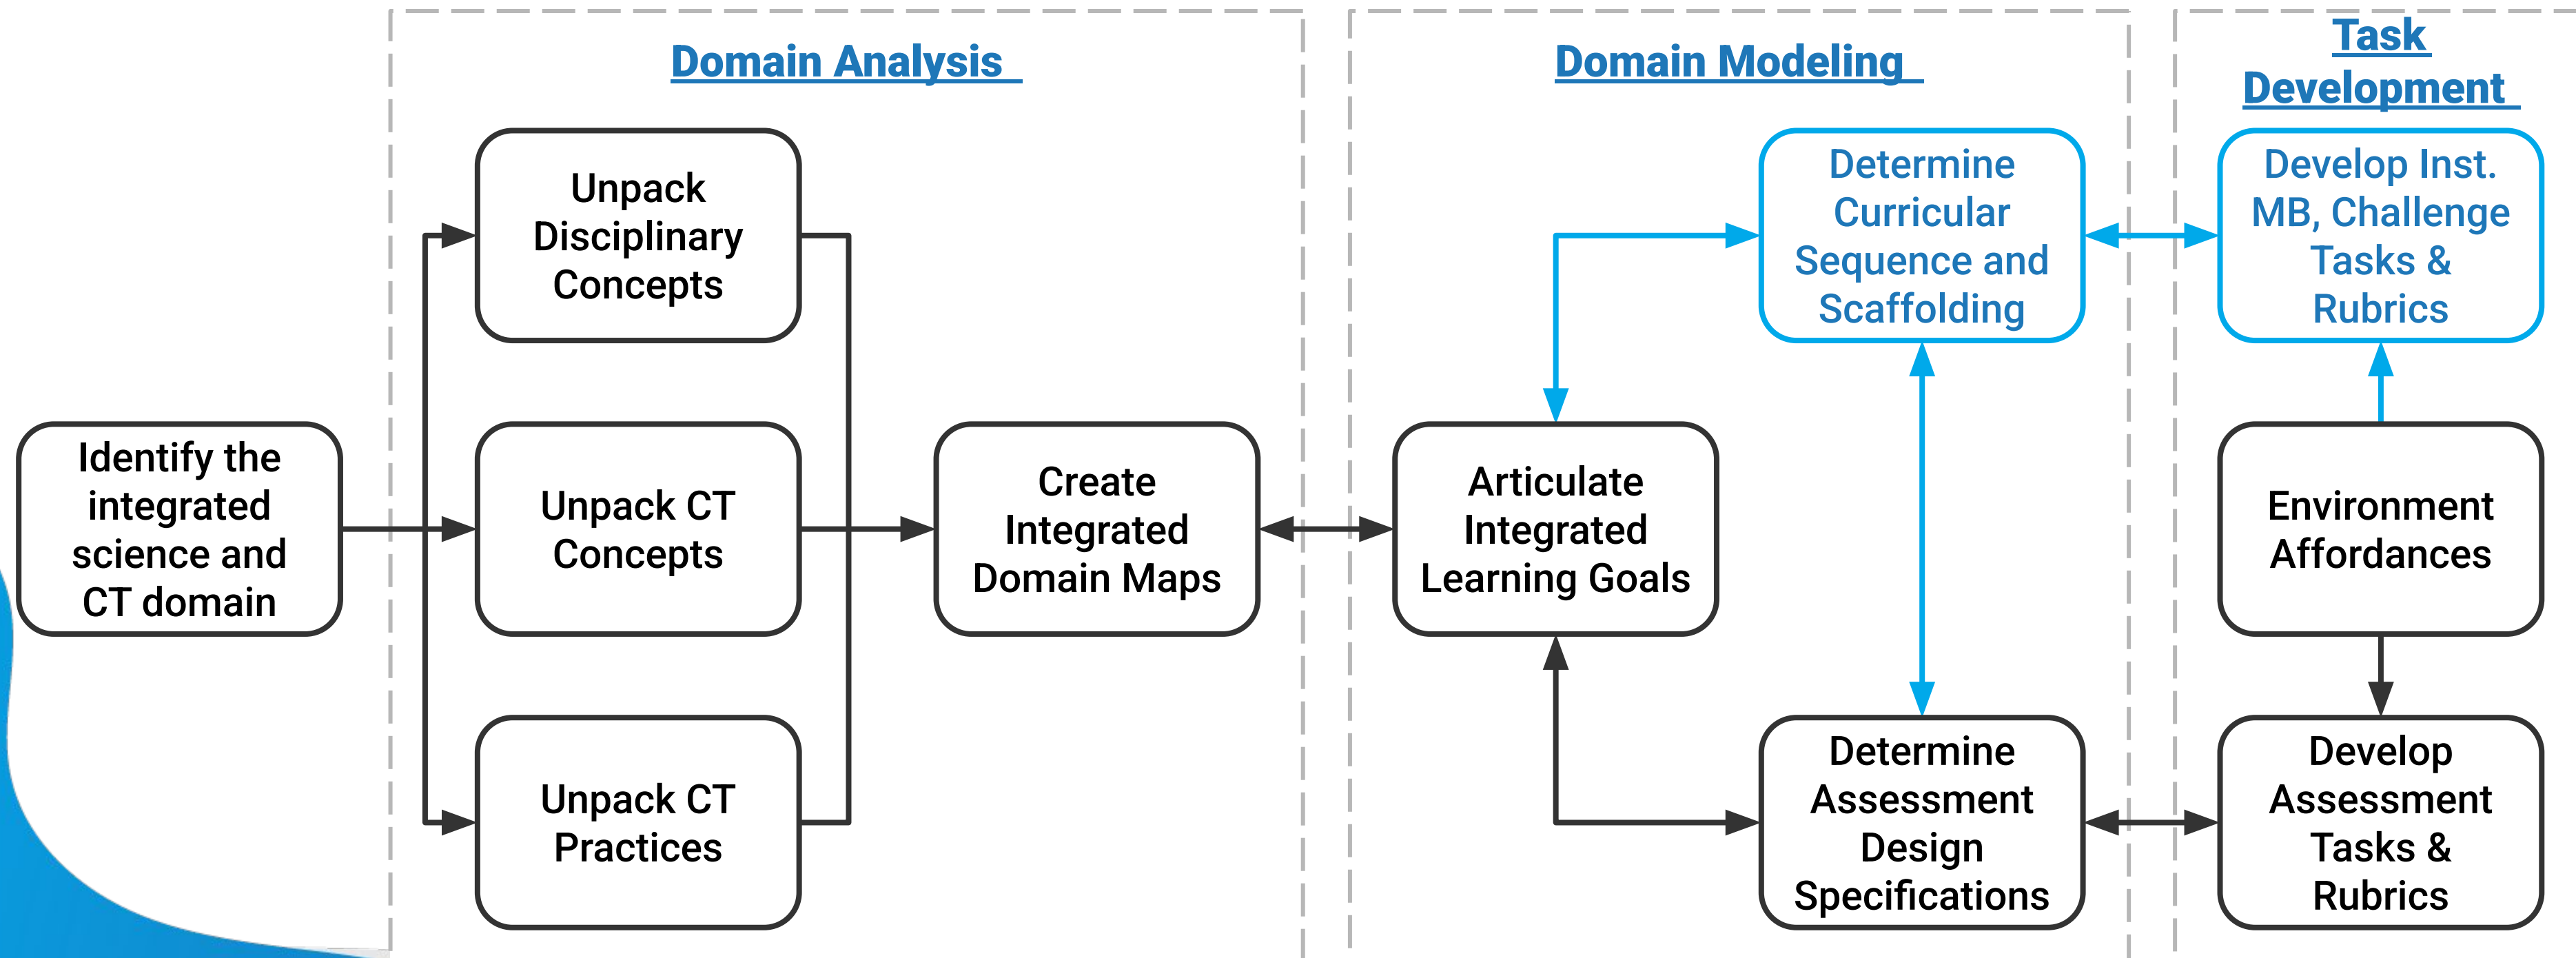 Domain Analysis
Domain Modeling
Task
Development
Identify the
integrated
science and
CT domain
Unpack
Disciplinary
Concepts
Unpack CT
Concepts
Unpack CT
Practices
Create
Integrated
Domain Maps
Articulate
Integrated
Learning Goals
Determine
Curricular
Sequence and
Scaffolding
Determine
Assessment
Design
Specifications
Develop Inst.
MB, Challenge
Tasks &
Rubrics
Environment
Affordances
Develop
Assessment
Tasks &
Rubrics